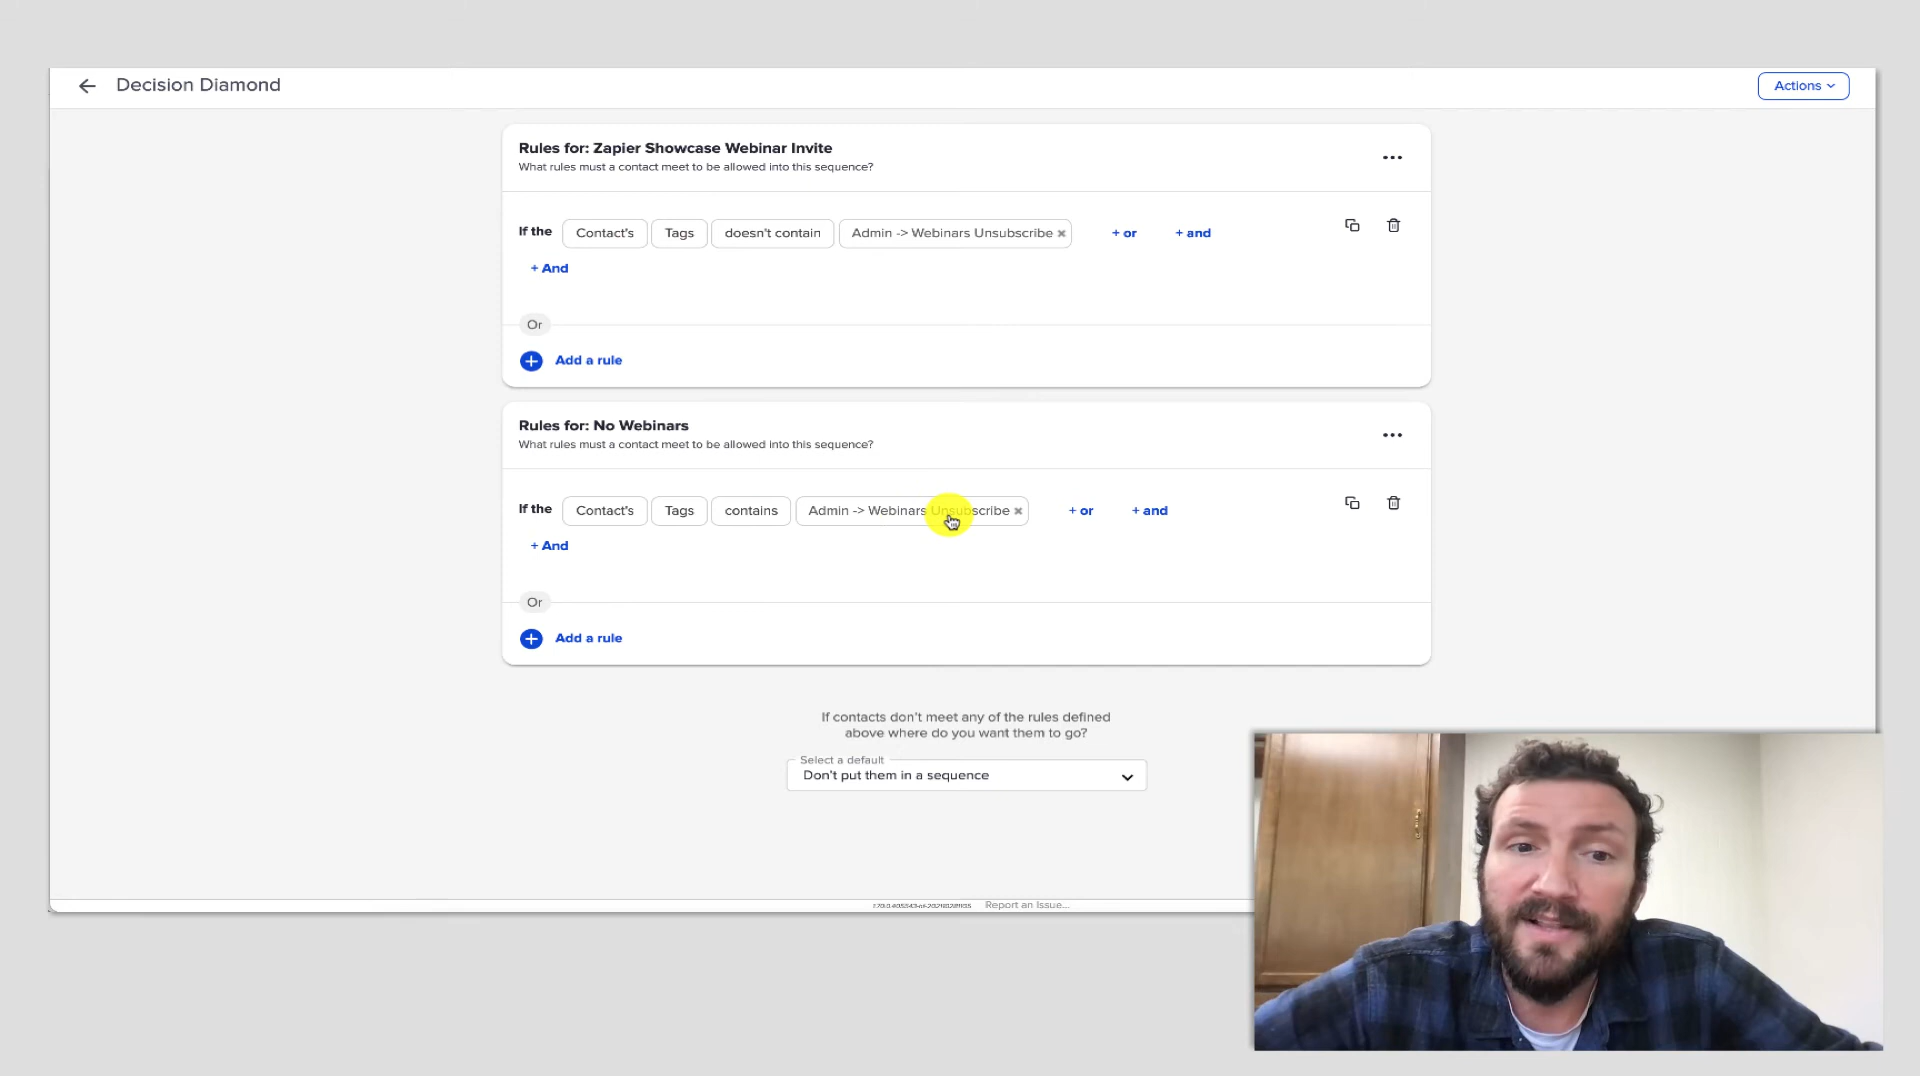 Decision Diamond
Actions
Rules for: Zapier Showcase Webinar Invite
What rules must a contact meet to be allowed into this sequence?
If the Contact's Tags doesn't contain Admin -> Webinars Unsubscribe × + or + and
+ And
Or
Add a rule
Rules for: No Webinars
What rules must a contact meet to be allowed into this sequence?
If the Contact's Tags contains Admin -> Webinars Unsubscribe × + or + and
+ And
Or
Add a rule
If contacts don't meet any of the rules defined
above where do you want them to go?
Select a default
Don't put them in a sequence
Report an Issue...